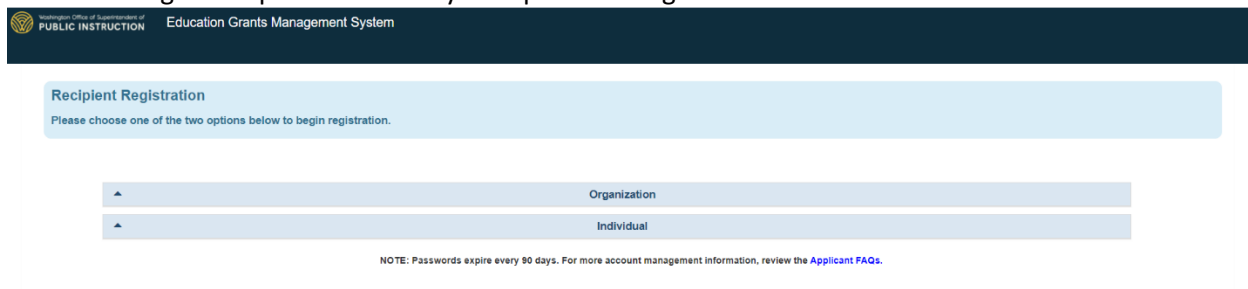 Washington Office of Superintendent of
PUBLIC INSTRUCTION
Education Grants Management System
Recipient Registration
Please choose one of the two options below to begin registration.
Organization
Individual
NOTE: Passwords expire every 90 days. For more account management information, review the Applicant FAQs.